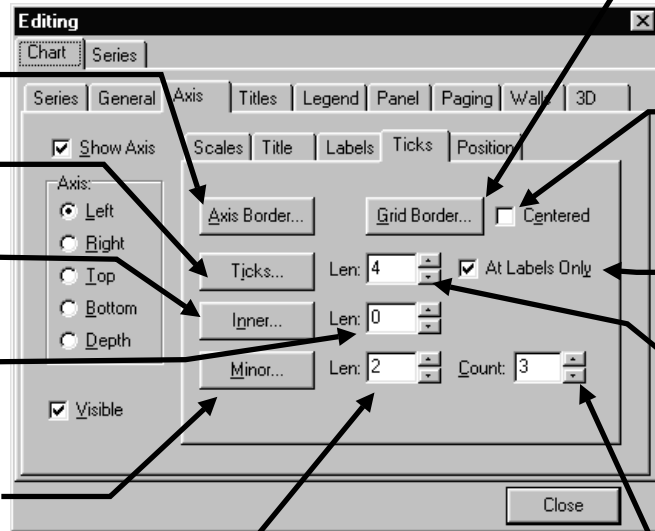 Editing
Chart Series
Series General Axis Titles Legend Panel Paging Walls 3D
Show Axis
Scales Title Labels Ticks Position
Axis:
Left
Right
Top
Bottom
Depth
Visible
Axis Border... Grid Border... Centered
Ticks... Len: 4 At Labels Only
Inner... Len: 0
Minor... Len: 2 Count: 3
Close